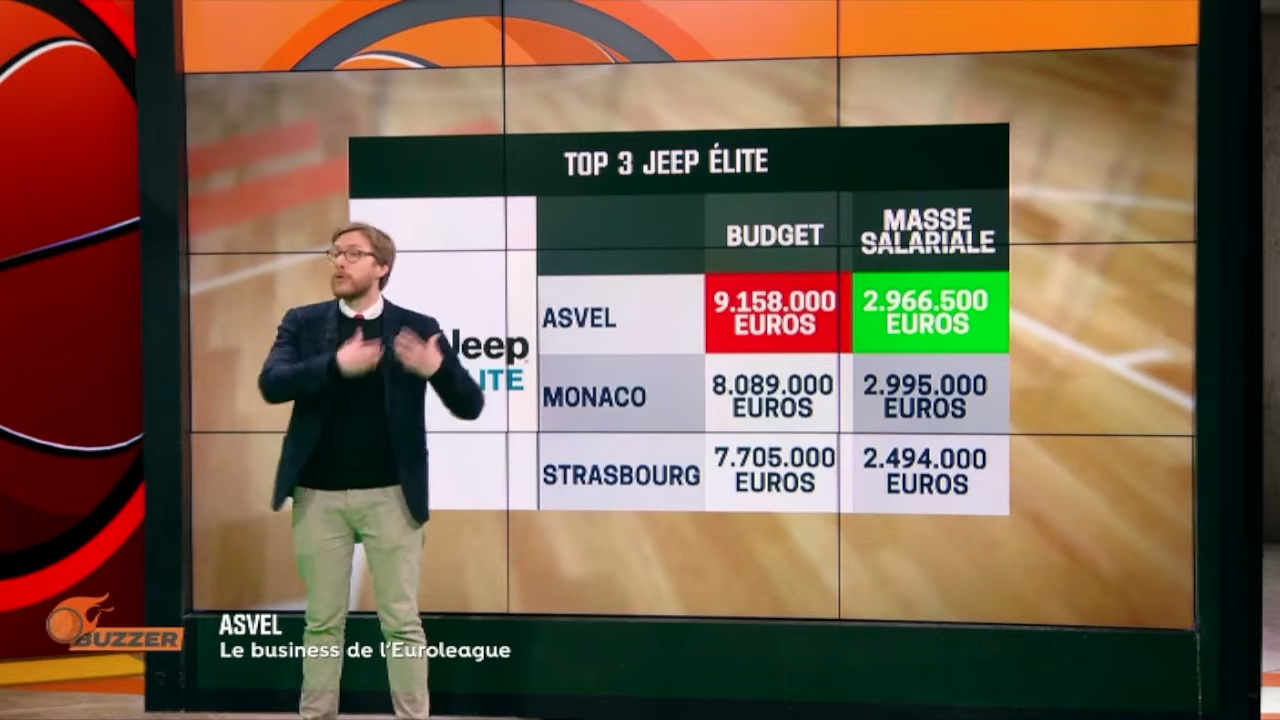 TOP 3 JEEP ÉLITE
BUDGET
MASSE
SALARIALE
Jeep
ITE
ASVEL
9.158.000
EUROS
2.966.500
EUROS
MONACO
8.089.000
EUROS
2.995.000
EUROS
STRASBOURG
7.705.000
EUROS
2.494.000
EUROS
BUZZER
ASVEL
Le business de l'Euroleague